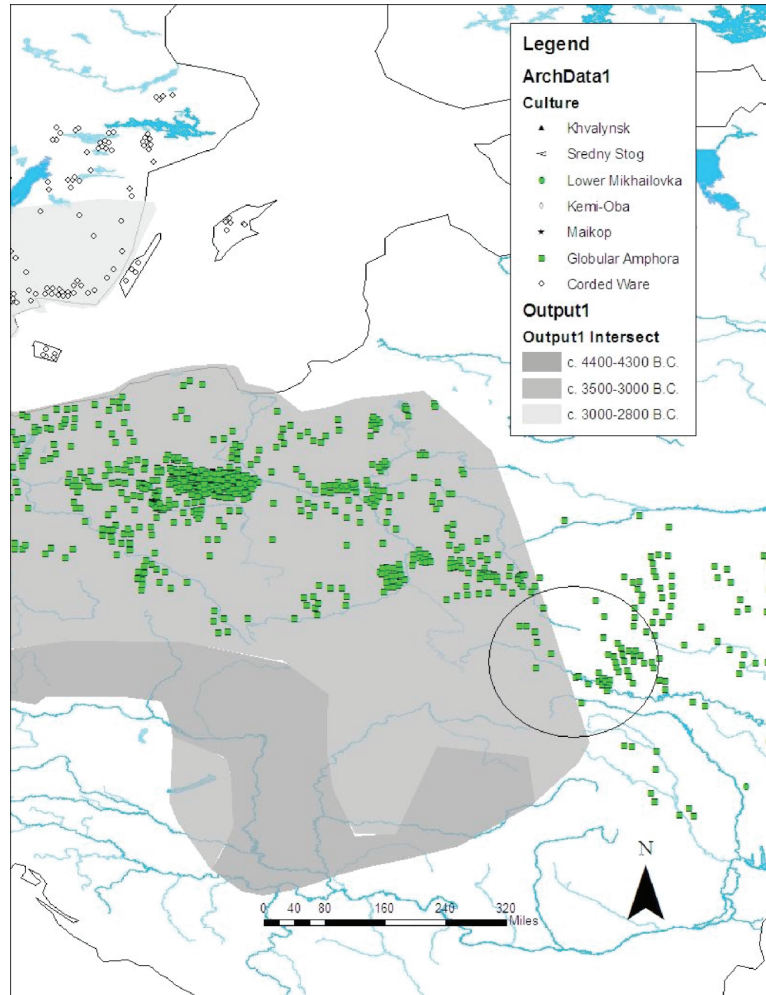 Legend
ArchData1
Culture
Khvalynsk
Sredny Stog
Lower Mikhailovka
Kemi-Oba
Maikop
Globular Amphora
Corded Ware
Output1
Output1 Intersect
c. 4400-4300 B.C.
c. 3500-3000 B.C.
c. 3000-2800 B.C.
N
0 40 80 160 240 320
Miles